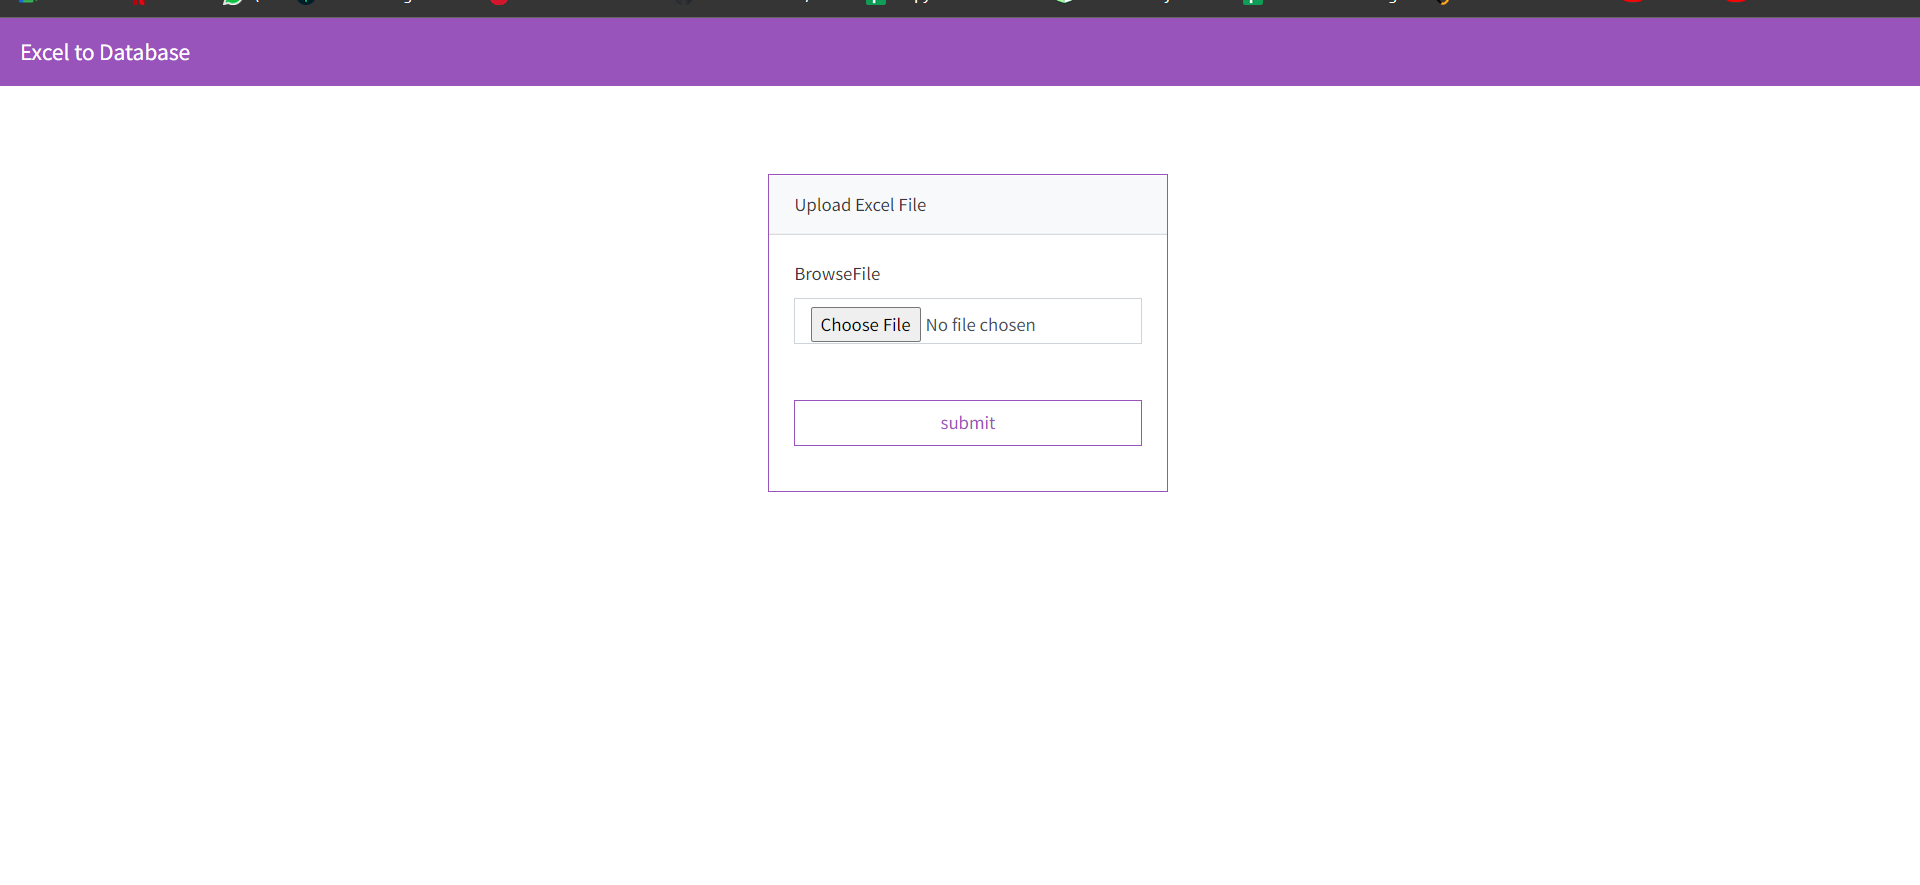 Excel to Database
Upload Excel File
BrowseFile
Choose File No file chosen
submit